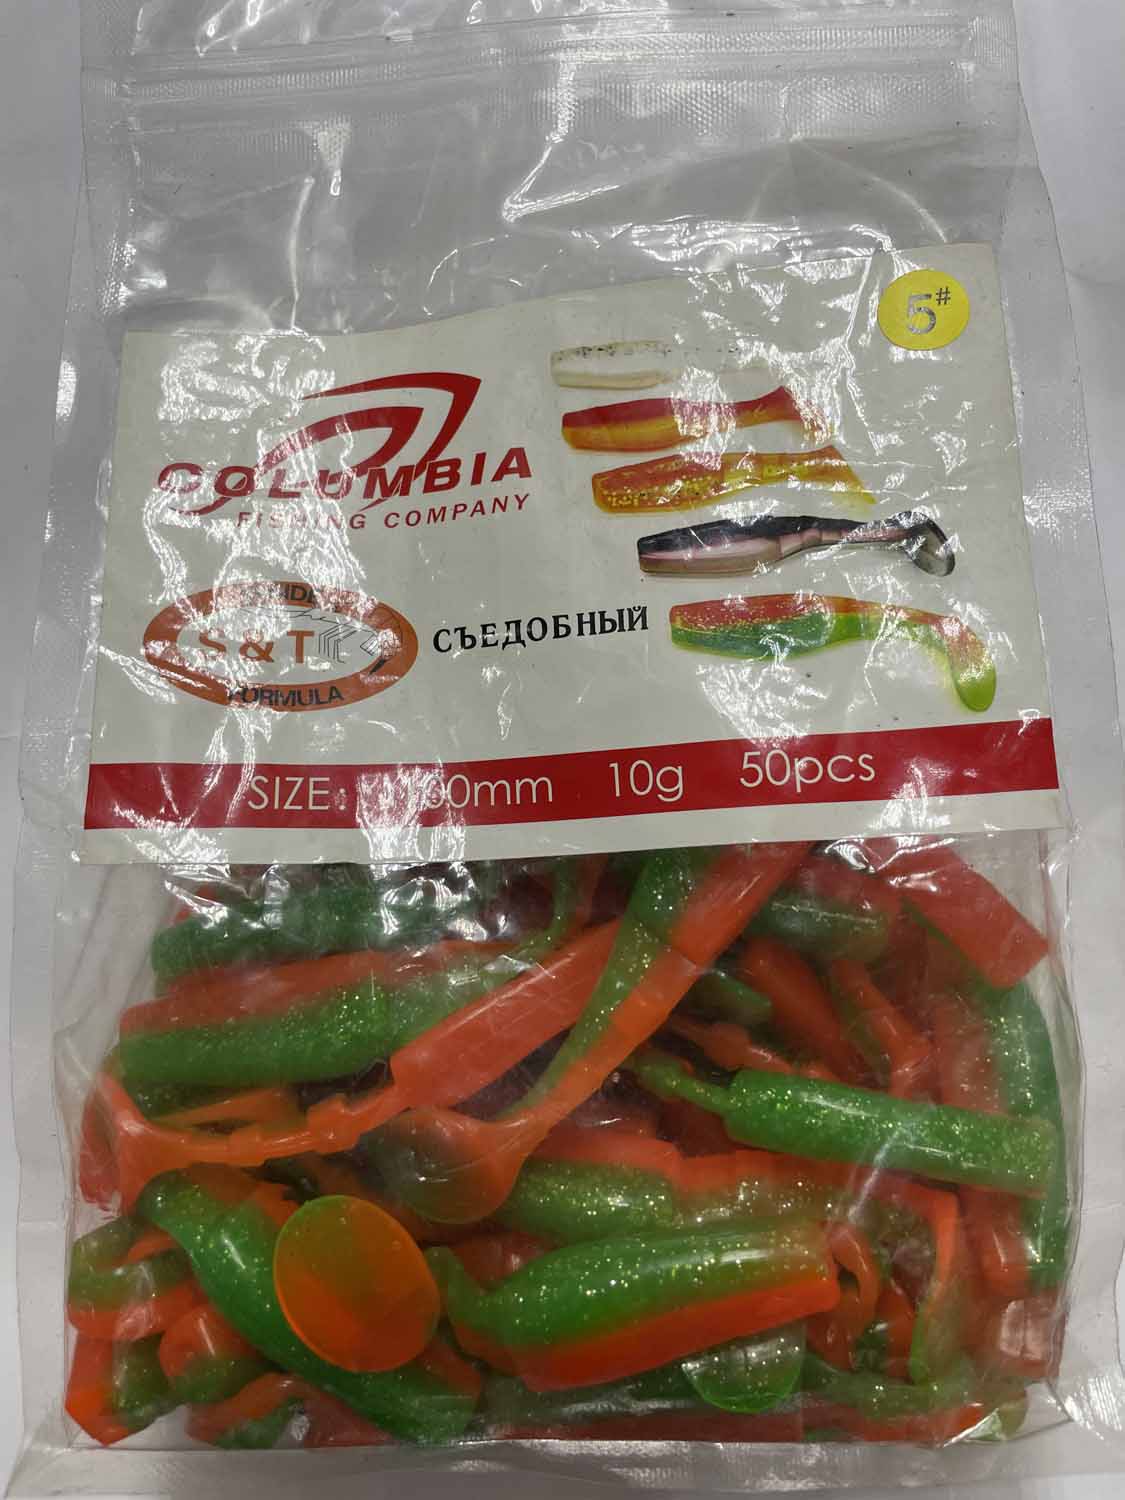 5#
COLUMBIA
FISHING COMPANY
S & T
FORMULA
СЪЕДОБНЫЙ
SIZE: 100mm 10g 50pcs